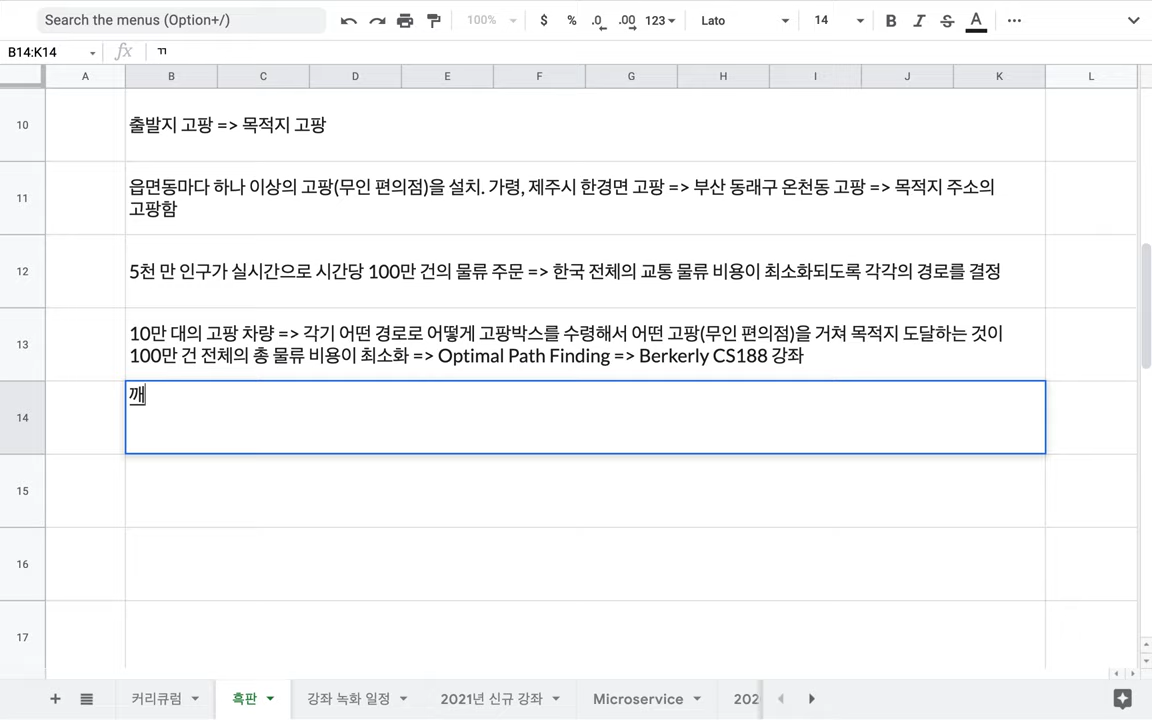 Search the menus (Option+/)
100%
$ % .0 .00 123
Lato
14
B I S A
B14:K14 fx ㄲ
A B C D E F G H I J K L
10 출발지 고팡 => 목적지 고팡
11 읍면동마다 하나 이상의 고팡(무인 편의점)을 설치. 가령, 제주시 한경면 고팡 => 부산 동래구 온천동 고팡 => 목적지 주소의
고팡함
12 5천 만 인구가 실시간으로 시간당 100만 건의 물류 주문 => 한국 전체의 교통 물류 비용이 최소화되도록 각각의 경로를 결정
13 10만 대의 고팡 차량 => 각기 어떤 경로로 어떻게 고팡박스를 수령해서 어떤 고팡(무인 편의점)을 거쳐 목적지 도달하는 것이
100만 건 전체의 총 물류 비용이 최소화 => Optimal Path Finding => Berkerly CS188 강좌
14 깨
15
16
17
커리큐럼 흑판 강좌 녹화 일정 2021년 신규 강좌 Microservice 202